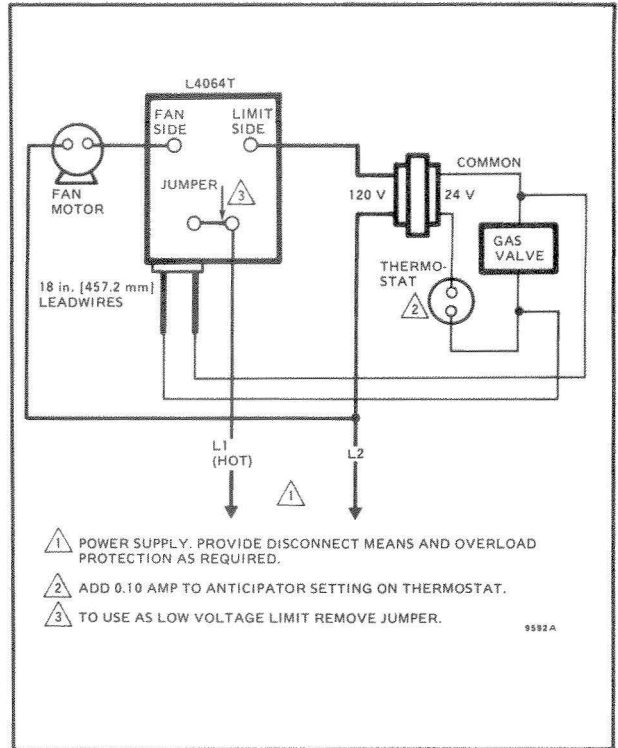 L4064T
FAN
SIDE
LIMIT
SIDE
FAN
MOTOR
JUMPER
3
120 V
24 V
COMMON
GAS
VALVE
THERMO-
STAT
2
18 in. [457.2 mm]
LEADWIRES
L1
(HOT)
L2
1
1 POWER SUPPLY. PROVIDE DISCONNECT MEANS AND OVERLOAD
PROTECTION AS REQUIRED.
2 ADD 0.10 AMP TO ANTICIPATOR SETTING ON THERMOSTAT.
3 TO USE AS LOW VOLTAGE LIMIT REMOVE JUMPER.
9592A